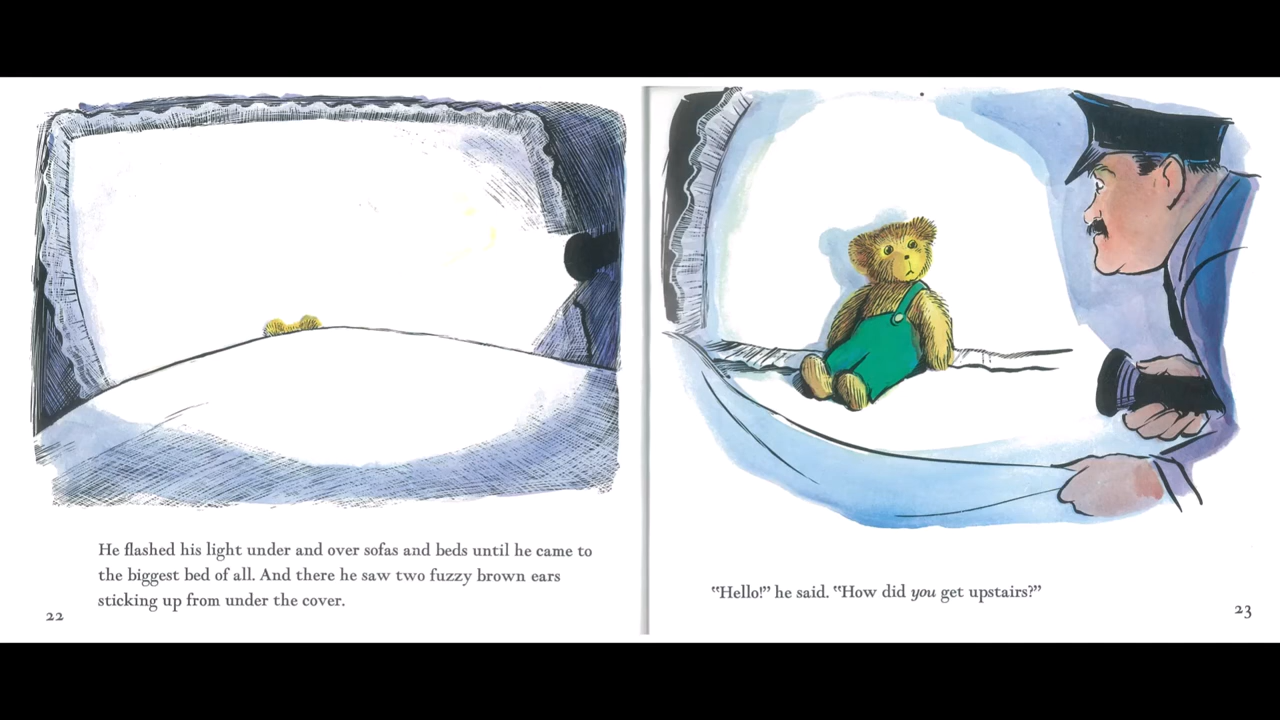 He flashed his light under and over sofas and beds until he came to
the biggest bed of all. And there he saw two fuzzy brown ears
sticking up from under the cover.
22
“Hello!” he said. “How did you get upstairs?”
23